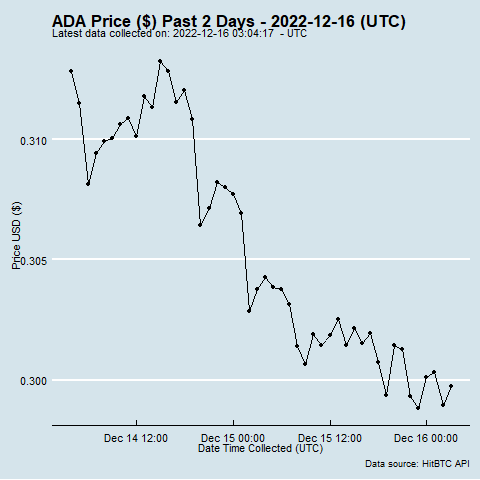 ADA Price ($) Past 2 Days - 2022-12-16 (UTC)
Latest data collected on: 2022-12-16 03:04:17  - UTC
0.310
0.305
0.300
Price USD ($)
Dec 14 12:00
Dec 15 00:00
Dec 15 12:00
Dec 16 00:00
Date Time Collected (UTC)
Data source: HitBTC API